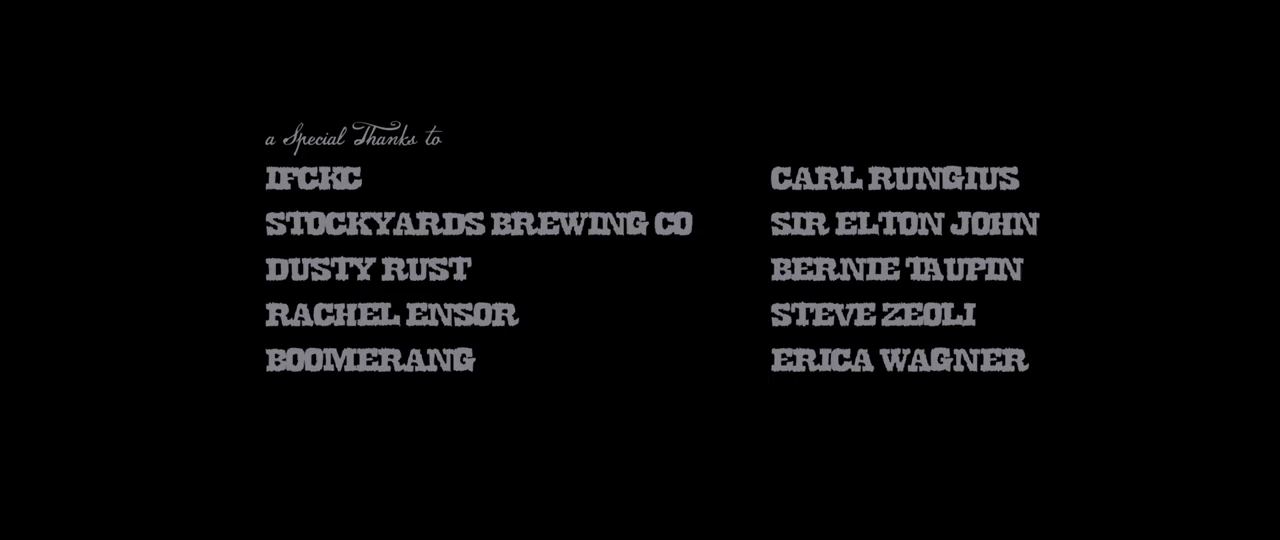 a Special Thanks to
IFCKC
STOCKYARDS BREWING CO
DUSTY RUST
RACHEL ENSOR
BOOMERANG
CARL RUNGIUS
SIR ELTON JOHN
BERNIE TAUPIN
STEVE ZEOLI
ERICA WAGNER